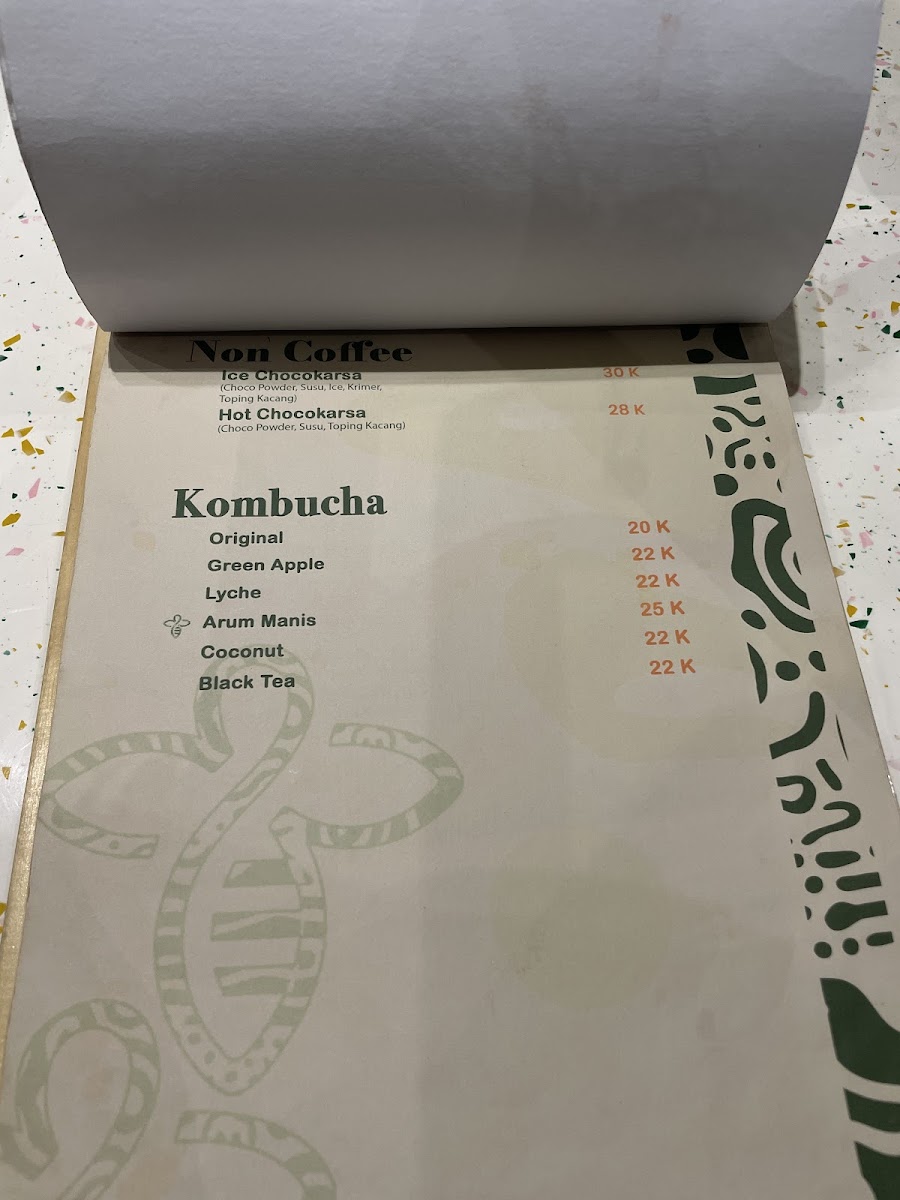 Non Coffee
Ice Chocokarsa 30 K
(Choco Powder, Susu, Ice, Krimer,
Toping Kacang)
Hot Chocokarsa 28 K
(Choco Powder, Susu, Toping Kacang)
Kombucha
Original 20 K
Green Apple 22 K
Lyche 22 K
Arum Manis 25 K
Coconut 22 K
Black Tea 22 K